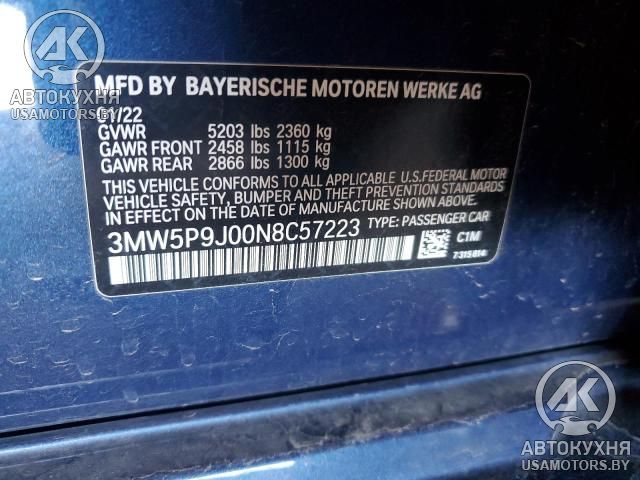 MFD BY BAYERISCHE MOTOREN WERKE AG
01/22
GVWR 5203 lbs 2360 kg
GAWR FRONT 2458 lbs 1115 kg
GAWR REAR 2866 lbs 1300 kg
THIS VEHICLE CONFORMS TO ALL APPLICABLE U.S.FEDERAL MOTOR
VEHICLE SAFETY, BUMPER AND THEFT PREVENTION STANDARDS
IN EFFECT ON THE DATE OF MANUFACTURE SHOWN ABOVE.
3MW5P9J00N8C57223 TYPE: PASSENGER CAR
C1M
7315014
АК
АВТОКУХНЯ
USAMOTORS.BY
АК
АВТОКУХНЯ
USAMOTORS.BY